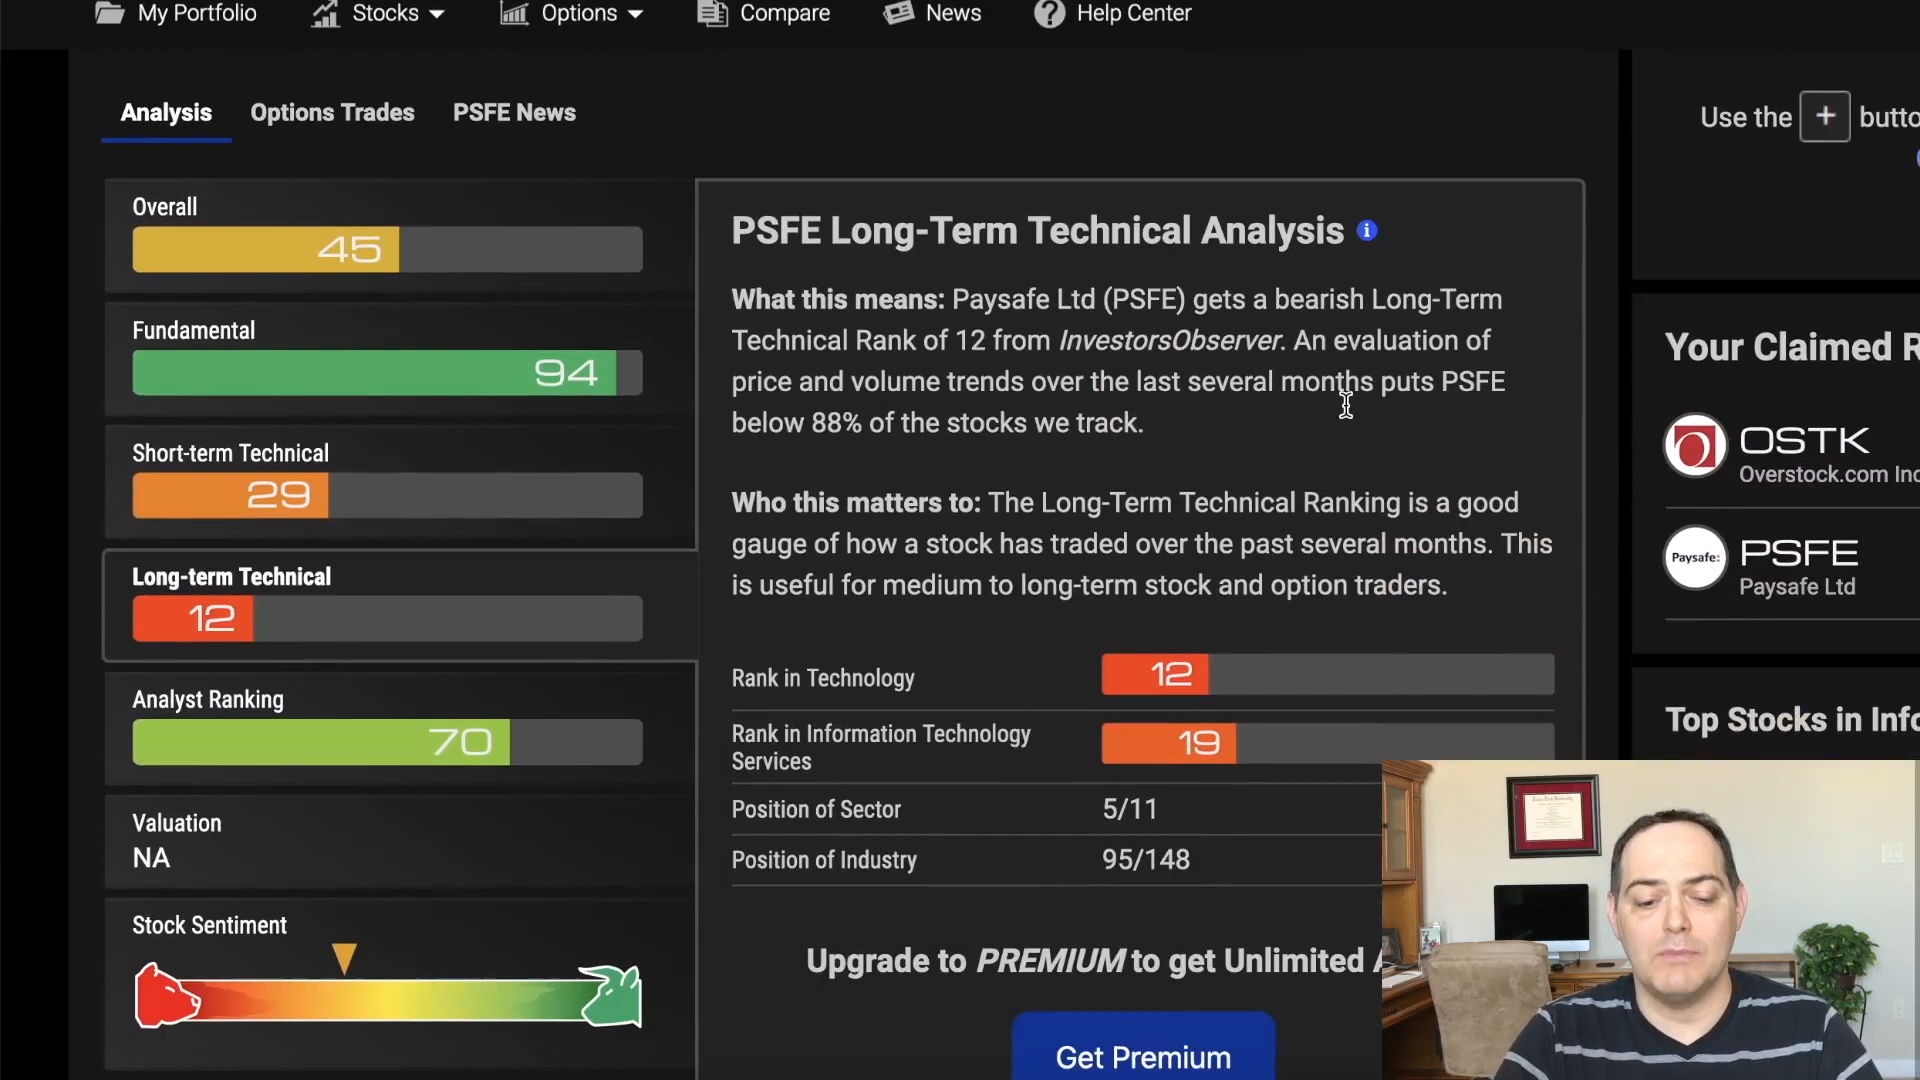 My Portfolio
Stocks
Options
Compare
News
Help Center
Analysis
Options Trades
PSFE News
Overall
45
Fundamental
94
Short-term Technical
29
Long-term Technical
12
Analyst Ranking
70
Valuation
NA
Stock Sentiment
PSFE Long-Term Technical Analysis
What this means: Paysafe Ltd (PSFE) gets a bearish Long-Term
Technical Rank of 12 from InvestorsObserver. An evaluation of
price and volume trends over the last several months puts PSFE
below 88% of the stocks we track.
Who this matters to: The Long-Term Technical Ranking is a good
gauge of how a stock has traded over the past several months. This
is useful for medium to long-term stock and option traders.
Rank in Technology
12
Rank in Information Technology
Services
19
Position of Sector
5/11
Position of Industry
95/148
Upgrade to PREMIUM to get Unlimited
Get Premium
Use the + butto
Your Claimed R
OSTK
Overstock.com Inc
Paysafe:
PSFE
Paysafe Ltd
Top Stocks in Info